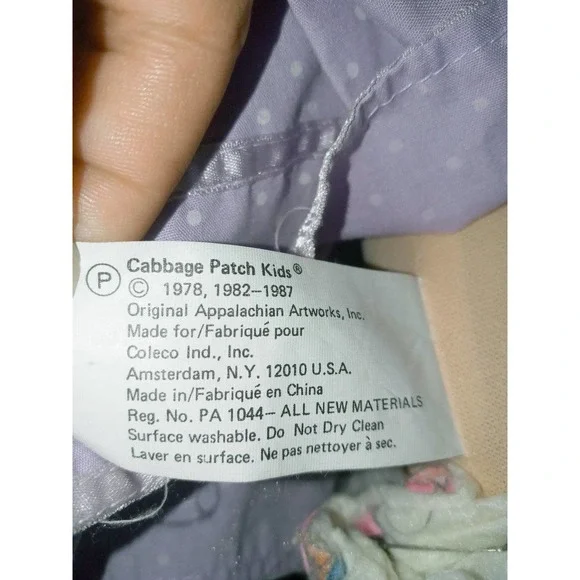 Ⓟ Cabbage Patch Kids®
© 1978, 1982–1987
Original Appalachian Artworks, Inc.
Made for/Fabriqué pour
Coleco Ind., Inc.
Amsterdam, N.Y. 12010 U.S.A.
Made in/Fabriqué en China
Reg. No. PA 1044– ALL NEW MATERIALS
Surface washable. Do Not Dry Clean
Laver en surface. Ne pas nettoyer à sec.